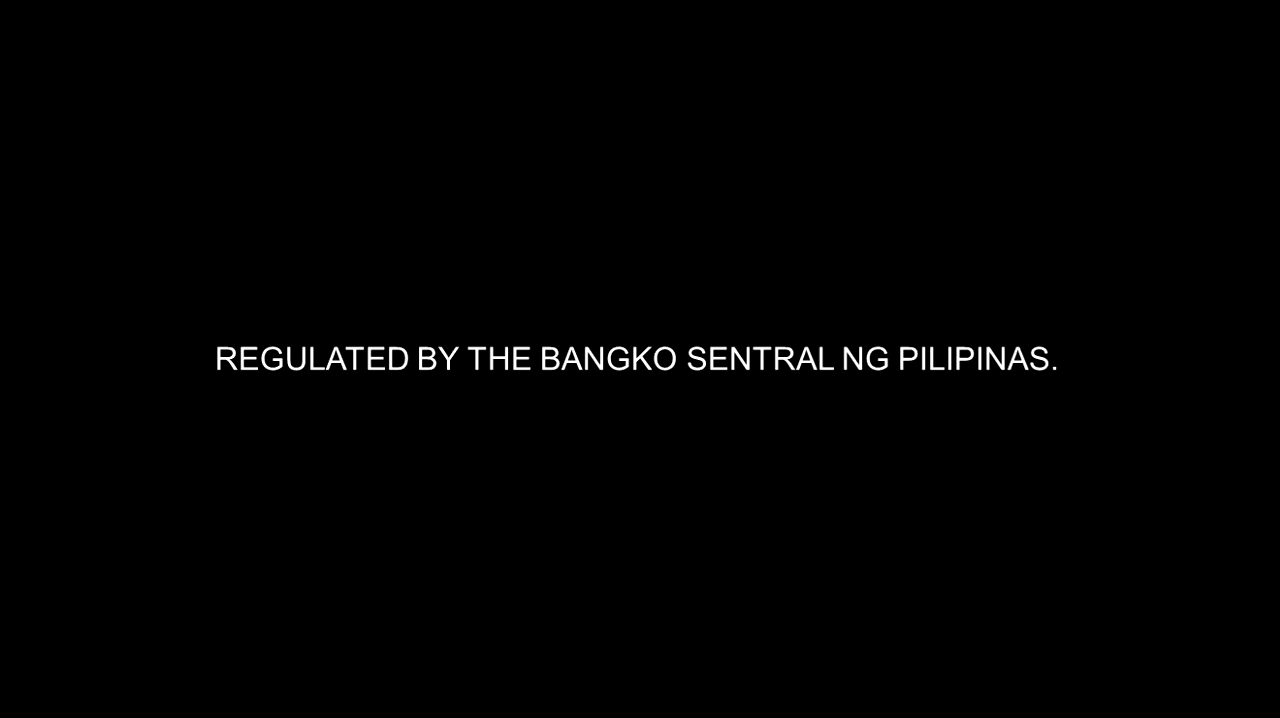 REGULATED BY THE BANGKO SENTRAL NG PILIPINAS.